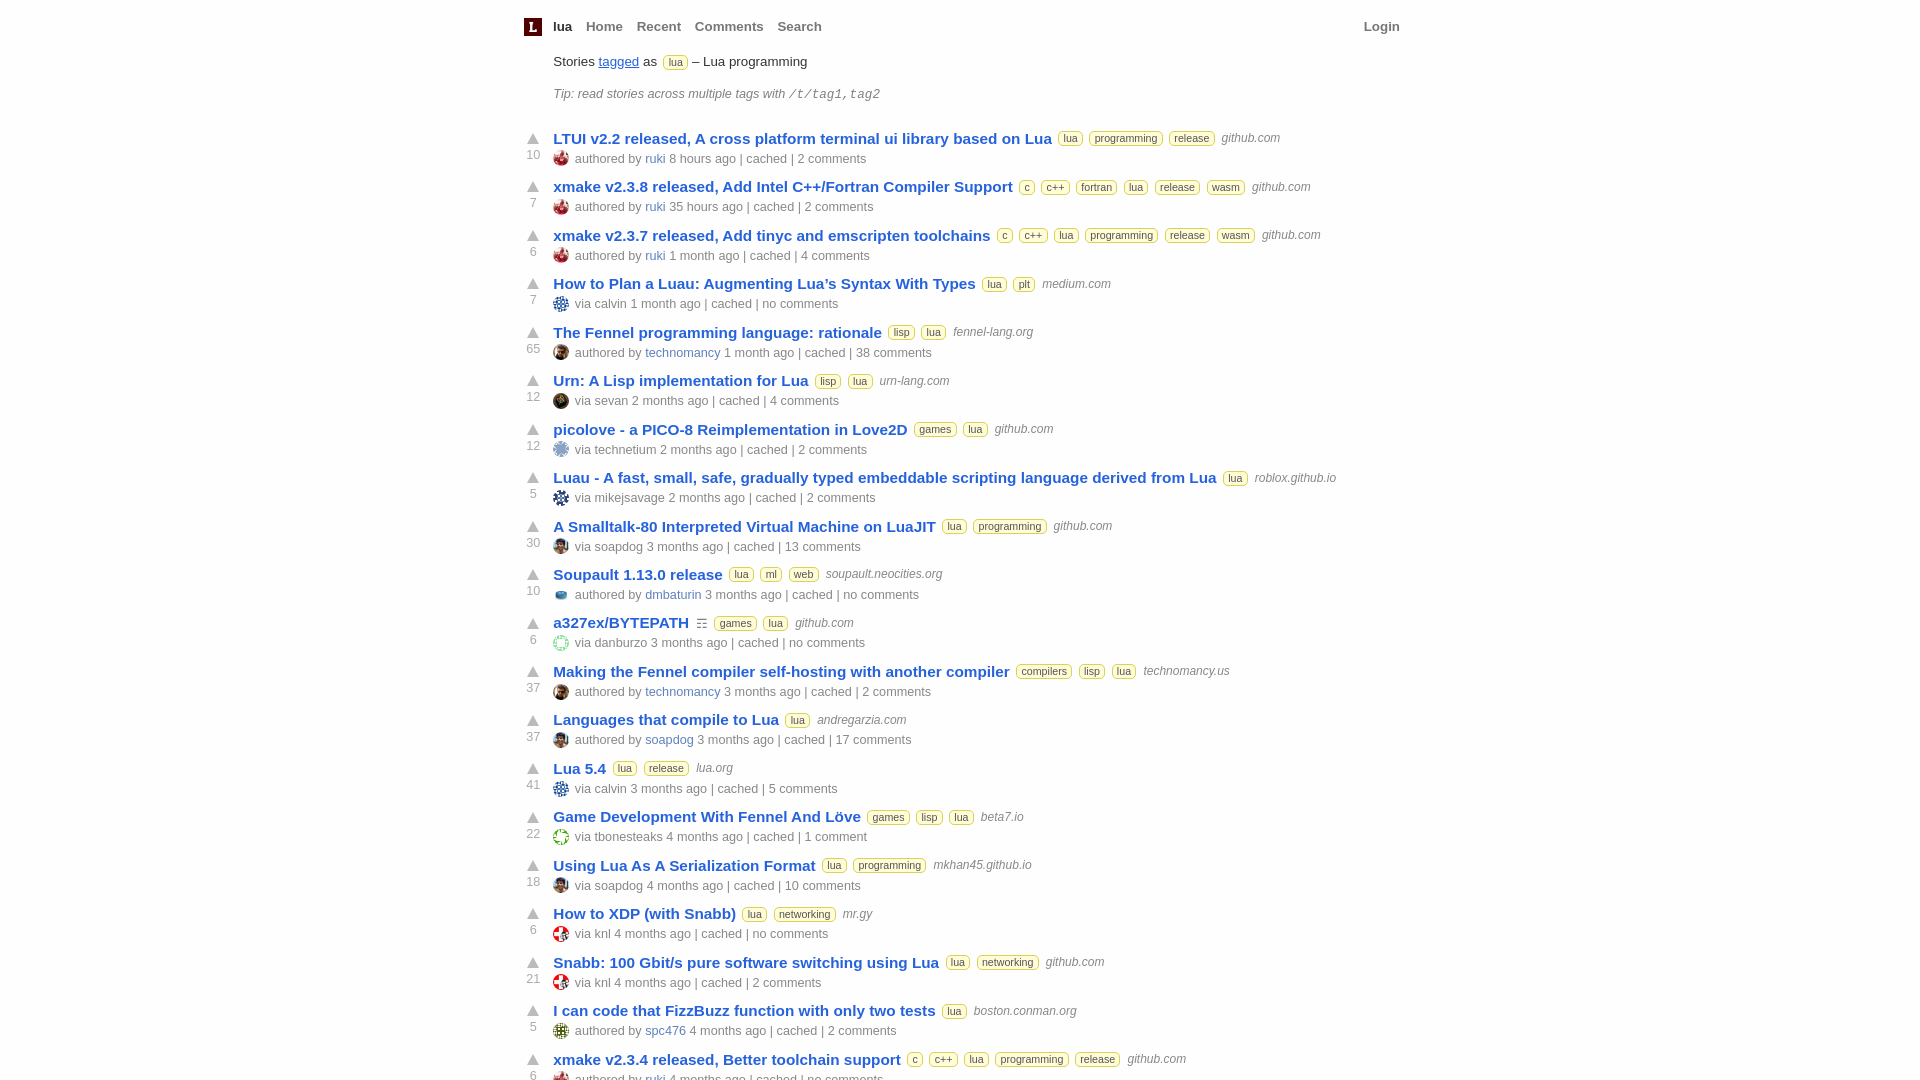 L lua Home Recent Comments Search Login
Stories tagged as lua – Lua programming
Tip: read stories across multiple tags with /t/tag1,tag2
LTUI v2.2 released, A cross platform terminal ui library based on Lua lua programming release github.com
10 authored by ruki 8 hours ago | cached | 2 comments
xmake v2.3.8 released, Add Intel C++/Fortran Compiler Support c c++ fortran lua release wasm github.com
7 authored by ruki 35 hours ago | cached | 2 comments
xmake v2.3.7 released, Add tinyc and emscripten toolchains c c++ lua programming release wasm github.com
6 authored by ruki 1 month ago | cached | 4 comments
How to Plan a Luau: Augmenting Lua’s Syntax With Types lua plt medium.com
7 via calvin 1 month ago | cached | no comments
The Fennel programming language: rationale lisp lua fennel-lang.org
65 authored by technomancy 1 month ago | cached | 38 comments
Urn: A Lisp implementation for Lua lisp lua urn-lang.com
12 via sevan 2 months ago | cached | 4 comments
picolove - a PICO-8 Reimplementation in Love2D games lua github.com
12 via technetium 2 months ago | cached | 2 comments
Luau - A fast, small, safe, gradually typed embeddable scripting language derived from Lua lua roblox.github.io
5 via mikejsavage 2 months ago | cached | 2 comments
A Smalltalk-80 Interpreted Virtual Machine on LuaJIT lua programming github.com
30 via soapdog 3 months ago | cached | 13 comments
Soupault 1.13.0 release lua ml web soupault.neocities.org
10 authored by dmbaturin 3 months ago | cached | no comments
a327ex/BYTEPATH ☶ games lua github.com
6 via danburzo 3 months ago | cached | no comments
Making the Fennel compiler self-hosting with another compiler compilers lisp lua technomancy.us
37 authored by technomancy 3 months ago | cached | 2 comments
Languages that compile to Lua lua andregarzia.com
37 authored by soapdog 3 months ago | cached | 17 comments
Lua 5.4 lua release lua.org
41 via calvin 3 months ago | cached | 5 comments
Game Development With Fennel And Löve games lisp lua beta7.io
22 via tbonesteaks 4 months ago | cached | 1 comment
Using Lua As A Serialization Format lua programming mkhan45.github.io
18 via soapdog 4 months ago | cached | 10 comments
How to XDP (with Snabb) lua networking mr.gy
6 via knl 4 months ago | cached | no comments
Snabb: 100 Gbit/s pure software switching using Lua lua networking github.com
21 via knl 4 months ago | cached | 2 comments
I can code that FizzBuzz function with only two tests lua boston.conman.org
5 authored by spc476 4 months ago | cached | 2 comments
xmake v2.3.4 released, Better toolchain support c c++ lua programming release github.com
6 authored by ruki 4 months ago | cached | no comments